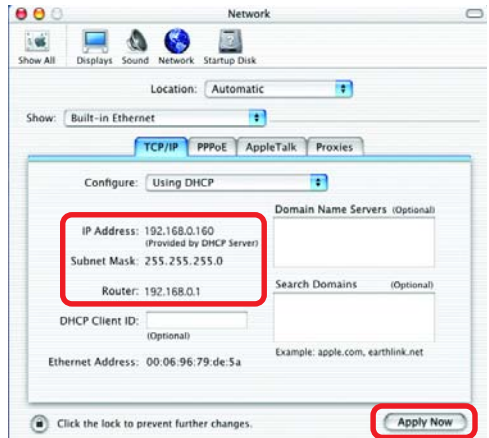 Network
Show All Displays Sound Network Startup Disk
Location: Automatic
Show: Built-in Ethernet
TCP/IP PPPoE AppleTalk Proxies
Configure: Using DHCP
Domain Name Servers (Optional)
IP Address: 192.168.0.160
(Provided by DHCP Server)
Subnet Mask: 255.255.255.0
Router: 192.168.0.1
Search Domains (Optional)
DHCP Client ID:
(Optional)
Example: apple.com, earthlink.net
Ethernet Address: 00:06:96:79:de:5a
Click the lock to prevent further changes.
Apply Now